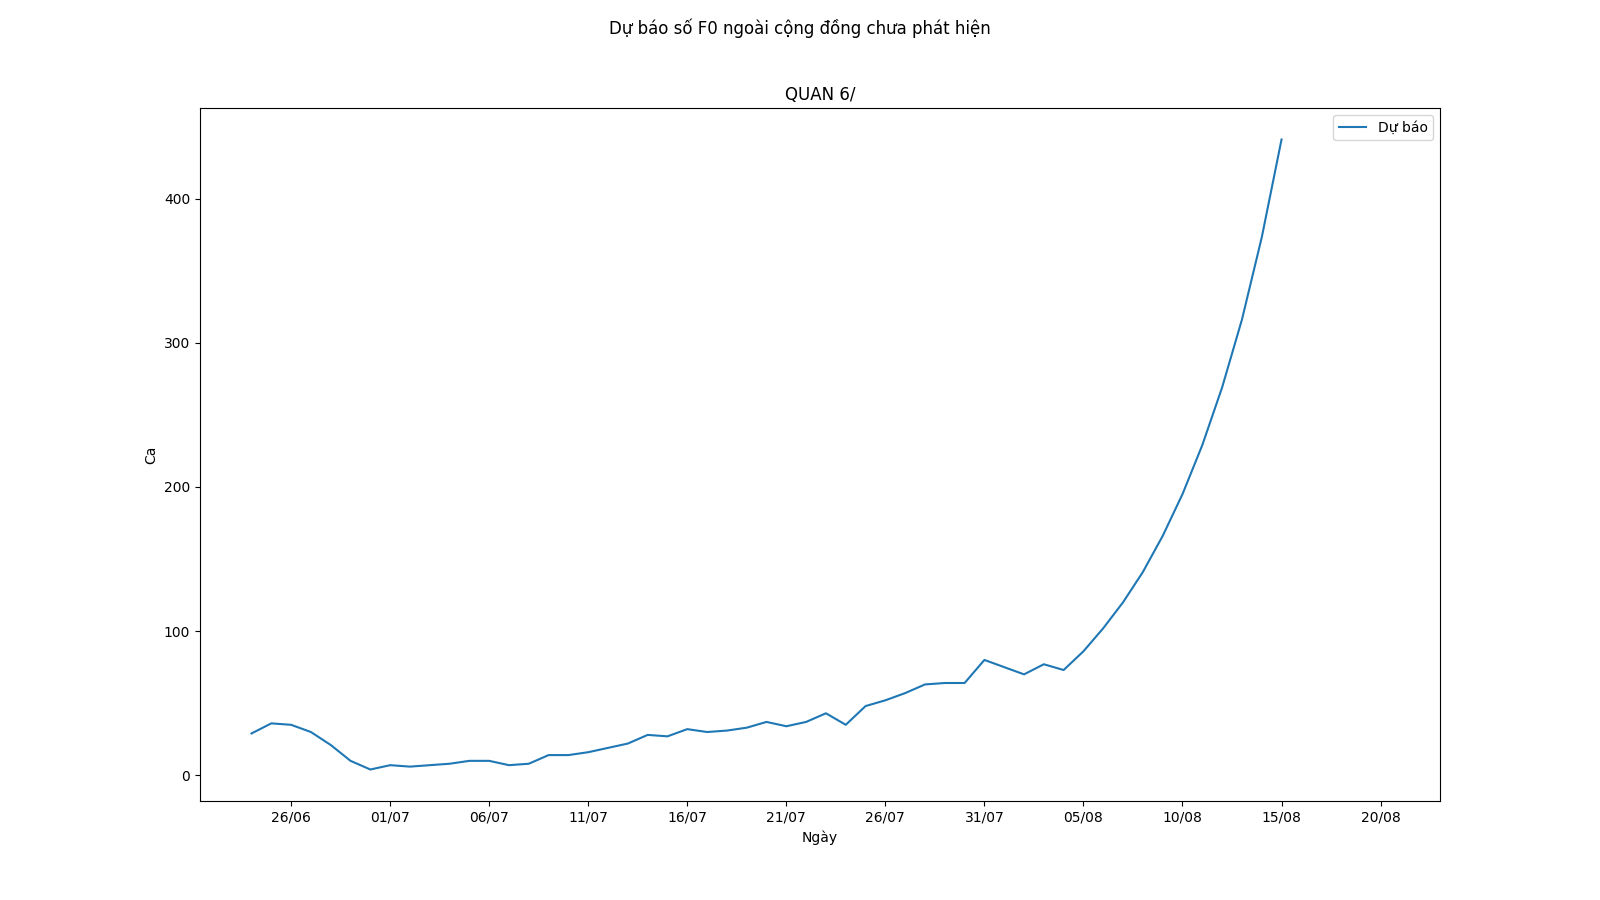 Dự báo số F0 ngoài cộng đồng chưa phát hiện
QUAN 6/
Dự báo
400
300
200
100
0
Ca
26/06 01/07 06/07 11/07 16/07 21/07 26/07 31/07 05/08 10/08 15/08 20/08
Ngày